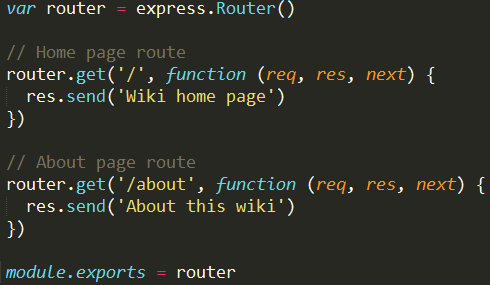 var router = express.Router()
// Home page route
router.get('/', function (req, res, next) {
  res.send('Wiki home page')
})
// About page route
router.get('/about', function (req, res, next) {
  res.send('About this wiki')
})
module.exports = router